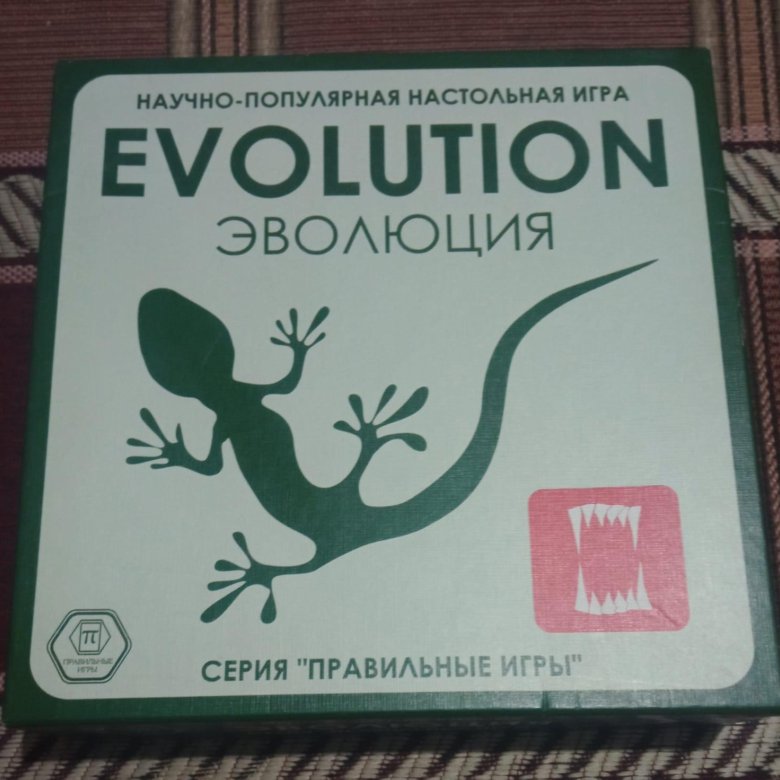 НАУЧНО-ПОПУЛЯРНАЯ НАСТОЛЬНАЯ ИГРА
EVOLUTION
ЭВОЛЮЦИЯ
π
ПРАВИЛЬНЫЕ
ИГРЫ
СЕРИЯ "ПРАВИЛЬНЫЕ ИГРЫ"